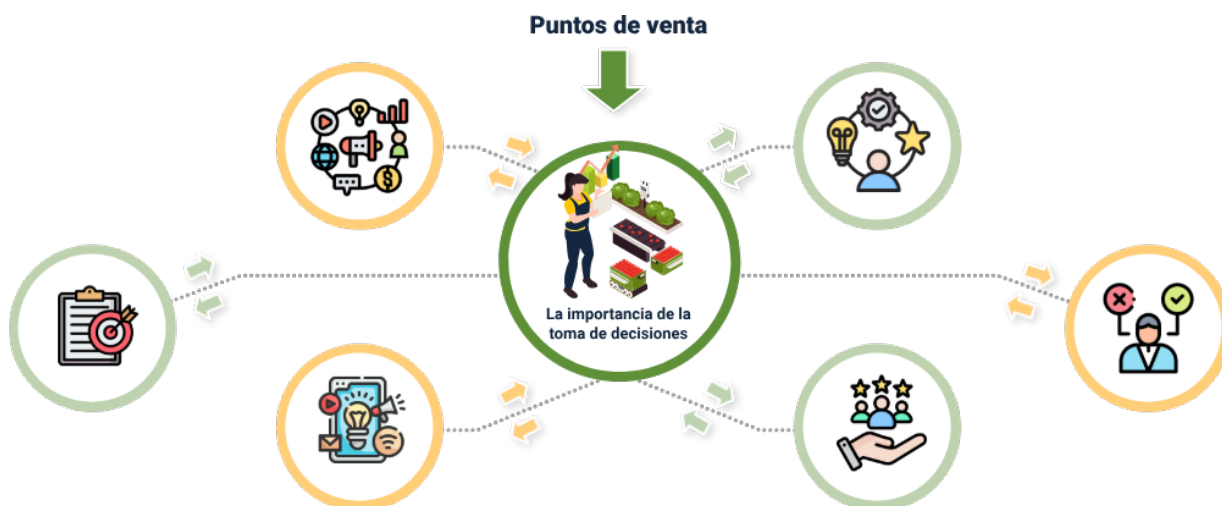 Puntos de venta
La importancia de la
toma de decisiones